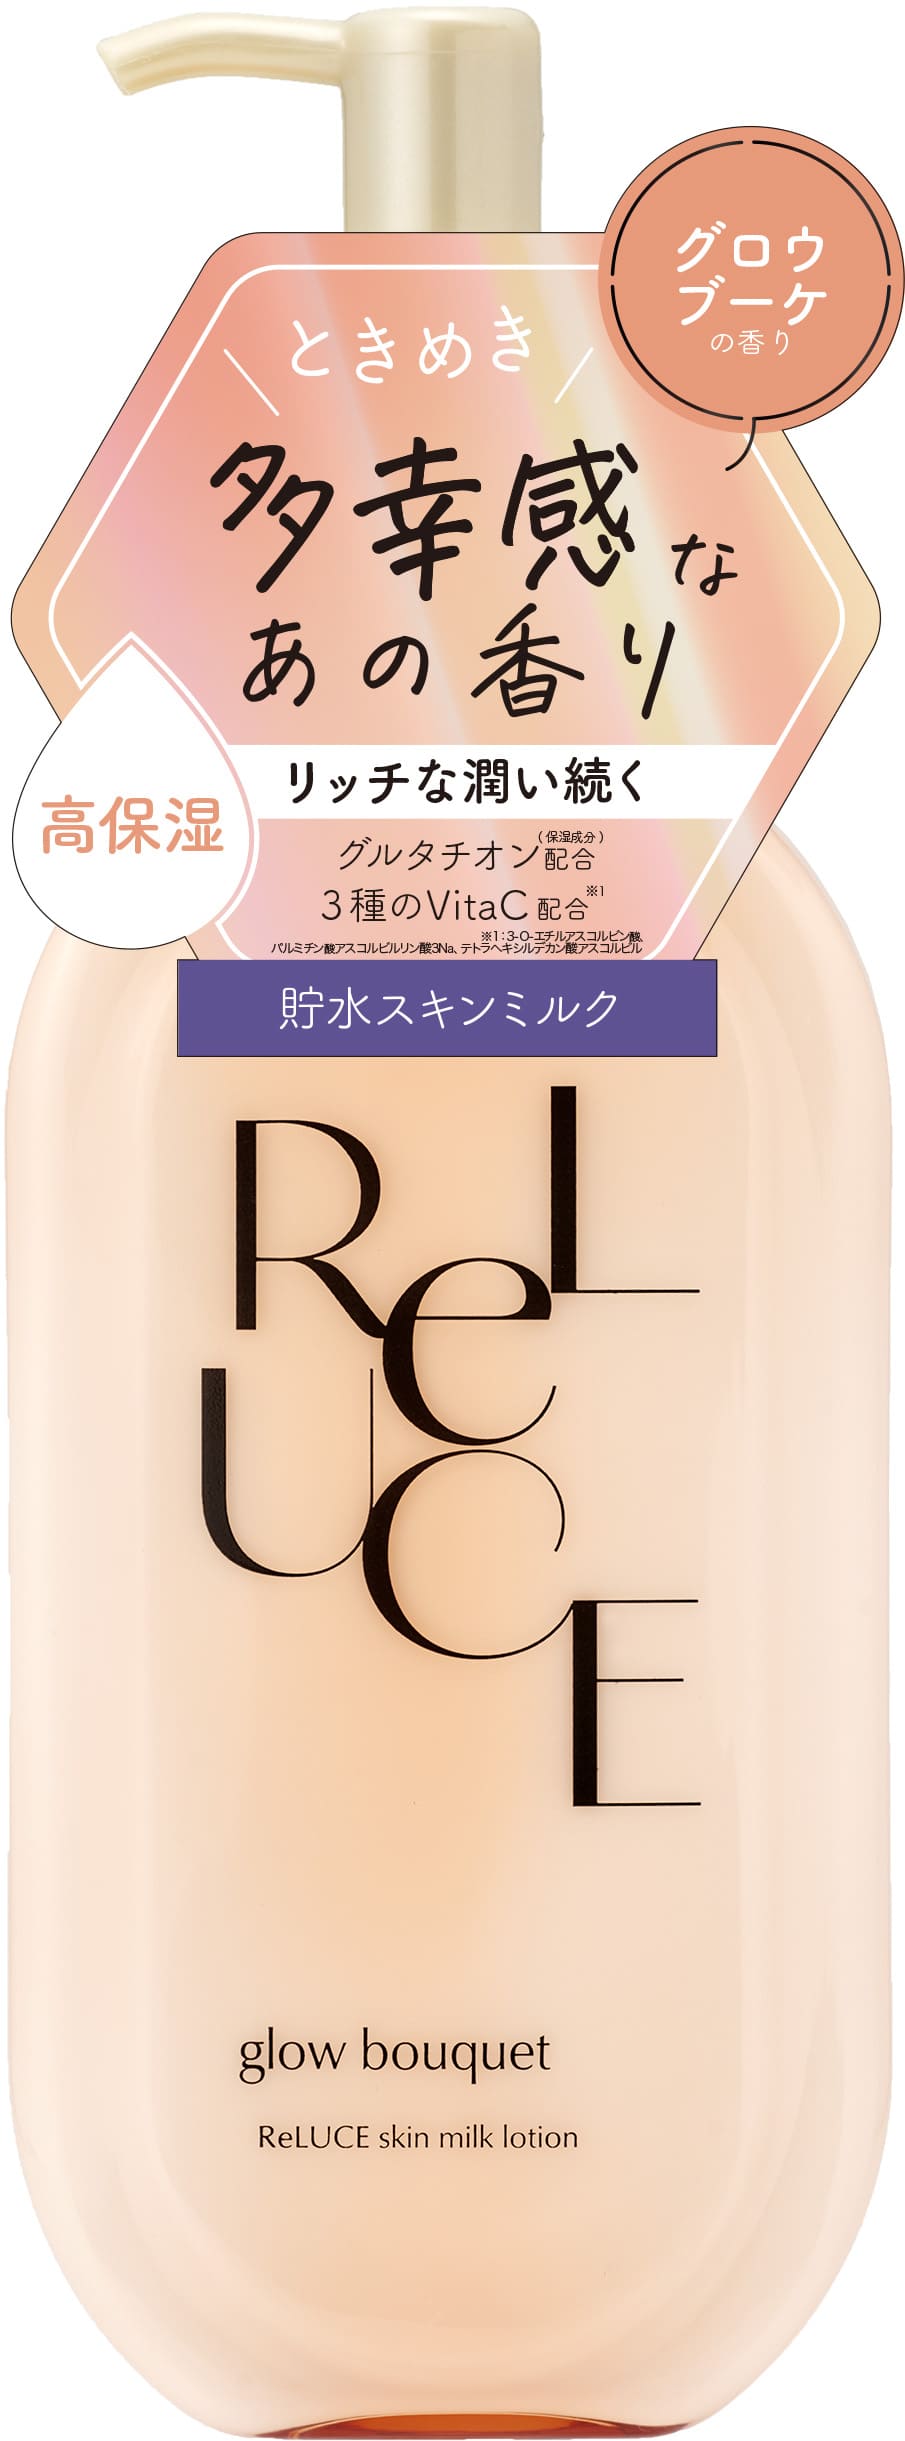 グロウ
ブーケ
の香り
ときめき
多幸感な
あの香り
リッチな潤い続く
高保湿
グルタチオン(保湿成分)配合
3種のVitaC配合※1
※1:3-O-エチルアスコルビン酸、
パルミチン酸アスコルビルリン酸3Na、テトラヘキシルデカン酸アスコルビル
貯水スキンミルク
ReL
UCE
glow bouquet
ReLUCE skin milk lotion